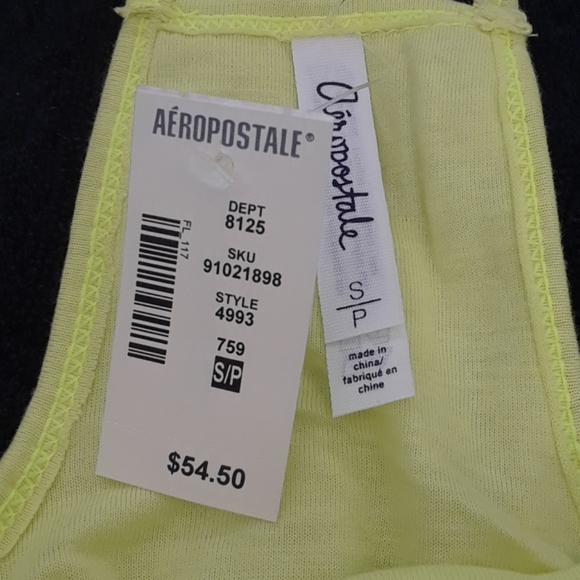 AÉROPOSTALE®
DEPT
8125
SKU
91021898
STYLE
4993
759
S/P
$54.50
FL 117
Aéropostale
S/P
made in
china/
fabriqué en
chine